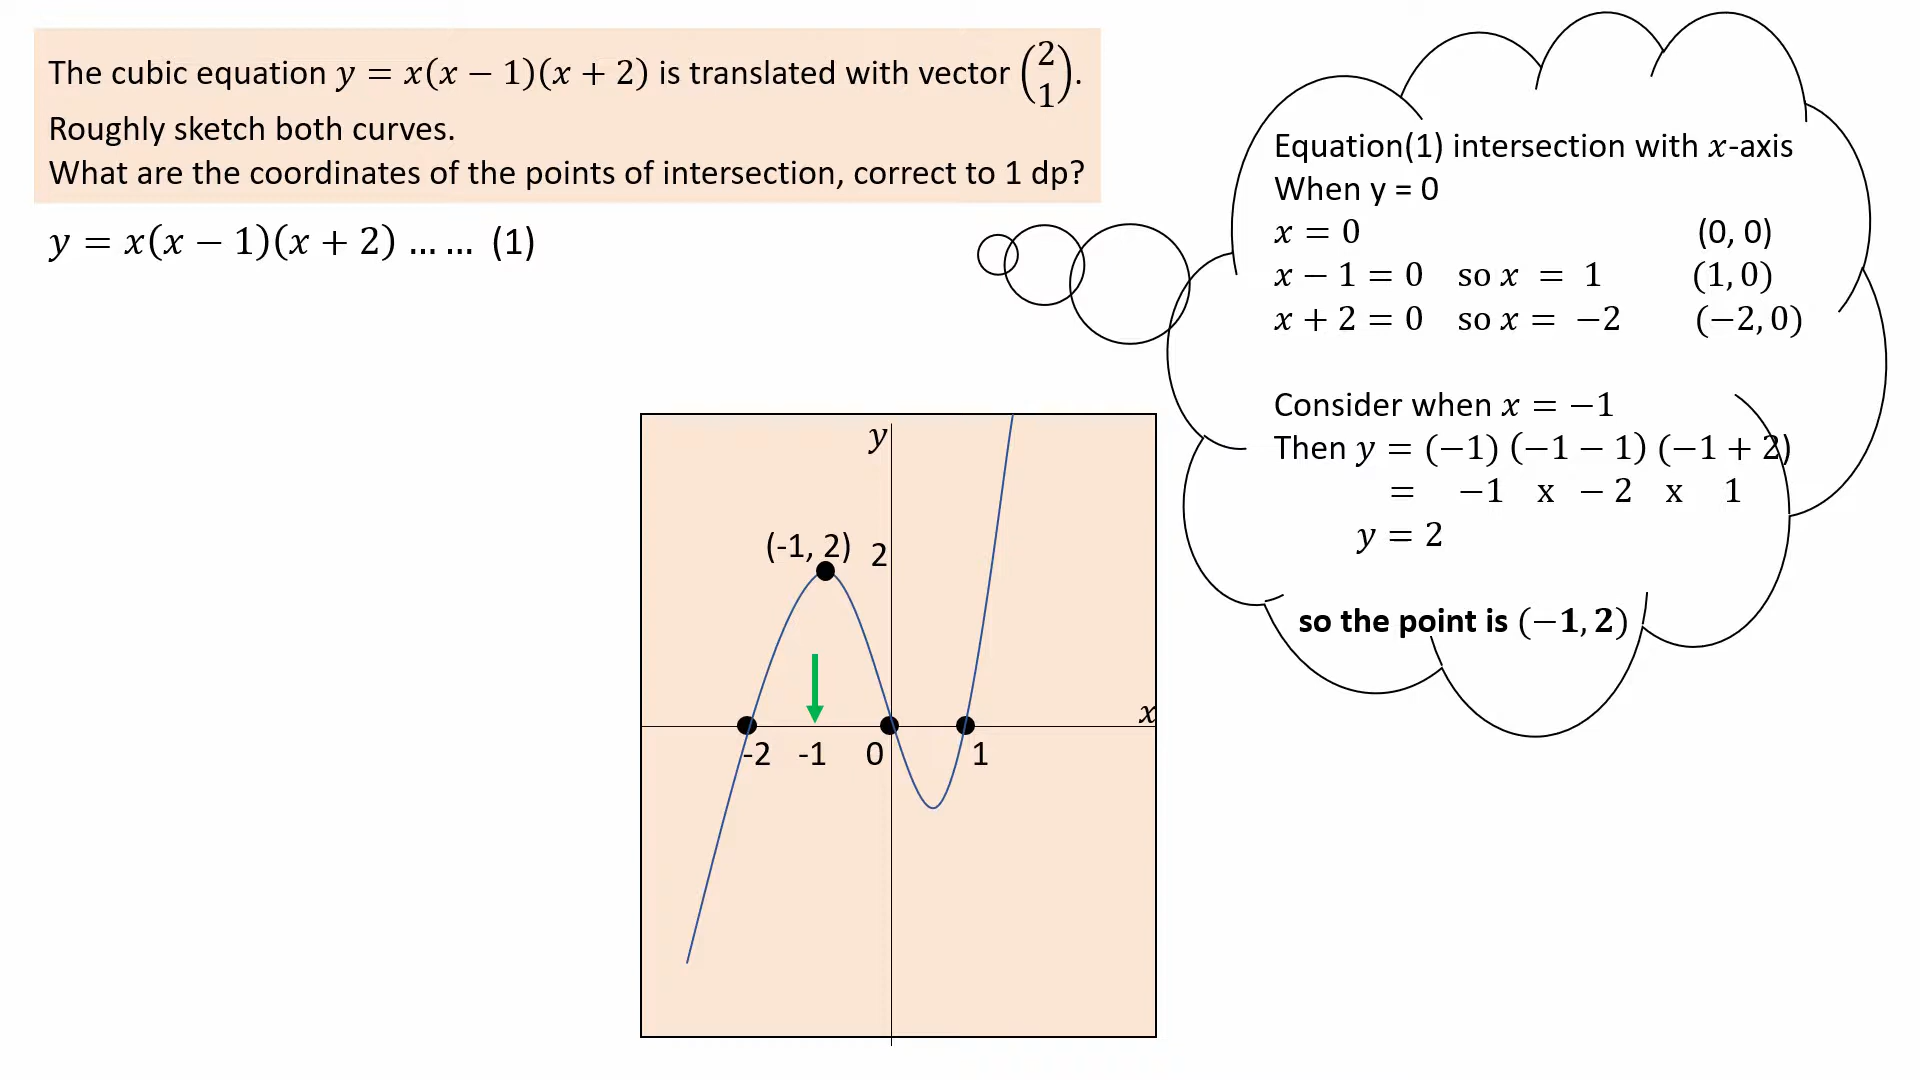 The cubic equation y = x(x − 1)(x + 2) is translated with vector (2 1).
Roughly sketch both curves.
What are the coordinates of the points of intersection, correct to 1 dp?
y = x(x − 1)(x + 2) … … (1)
Equation(1) intersection with x-axis
When y = 0
x = 0 (0, 0)
x − 1 = 0 so x = 1 (1, 0)
x + 2 = 0 so x = −2 (−2, 0)
Consider when x = −1
Then y = (−1) (−1 − 1) (−1 + 2)
= −1 x − 2 x 1
y = 2
so the point is (−1, 2)
y
(-1, 2) 2
x
-2 -1 0 1